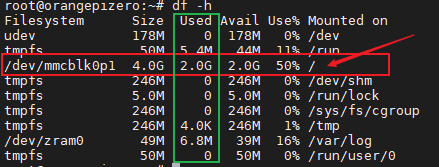 root@orangepizero:~# df -h
Filesystem Size Used Avail Use% Mounted on
udev 178M 0 178M 0% /dev
tmpfs 50M 5.4M 44M 11% /run
/dev/mmcblk0p1 4.0G 2.0G 2.0G 50% /
tmpfs 246M 0 246M 0% /dev/shm
tmpfs 5.0M 0 5.0M 0% /run/lock
tmpfs 246M 0 246M 0% /sys/fs/cgroup
tmpfs 246M 4.0K 246M 1% /tmp
/dev/zram0 49M 6.8M 39M 16% /var/log
tmpfs 50M 0 50M 0% /run/user/0